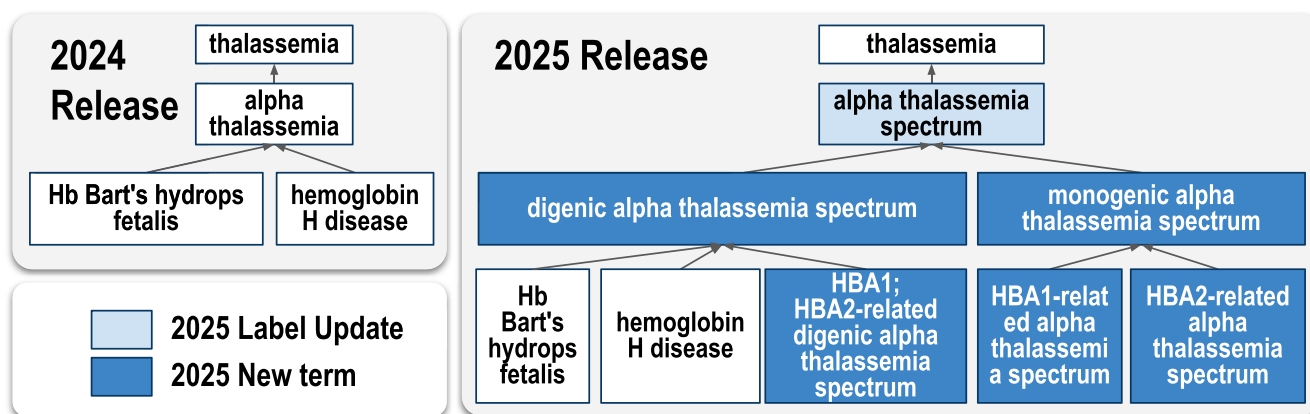 2024
Release
thalassemia
alpha
thalassemia
Hb Bart's hydrops
fetalis
hemoglobin
H disease
2025 Label Update
2025 New term
2025 Release
thalassemia
alpha thalassemia
spectrum
digenic alpha thalassemia spectrum
monogenic alpha
thalassemia spectrum
Hb
Bart's
hydrops
fetalis
hemoglobin
H disease
HBA1;
HBA2-related
digenic alpha
thalassemia
spectrum
HBA1-relat
ed alpha
thalassemi
a spectrum
HBA2-related
alpha
thalassemia
spectrum